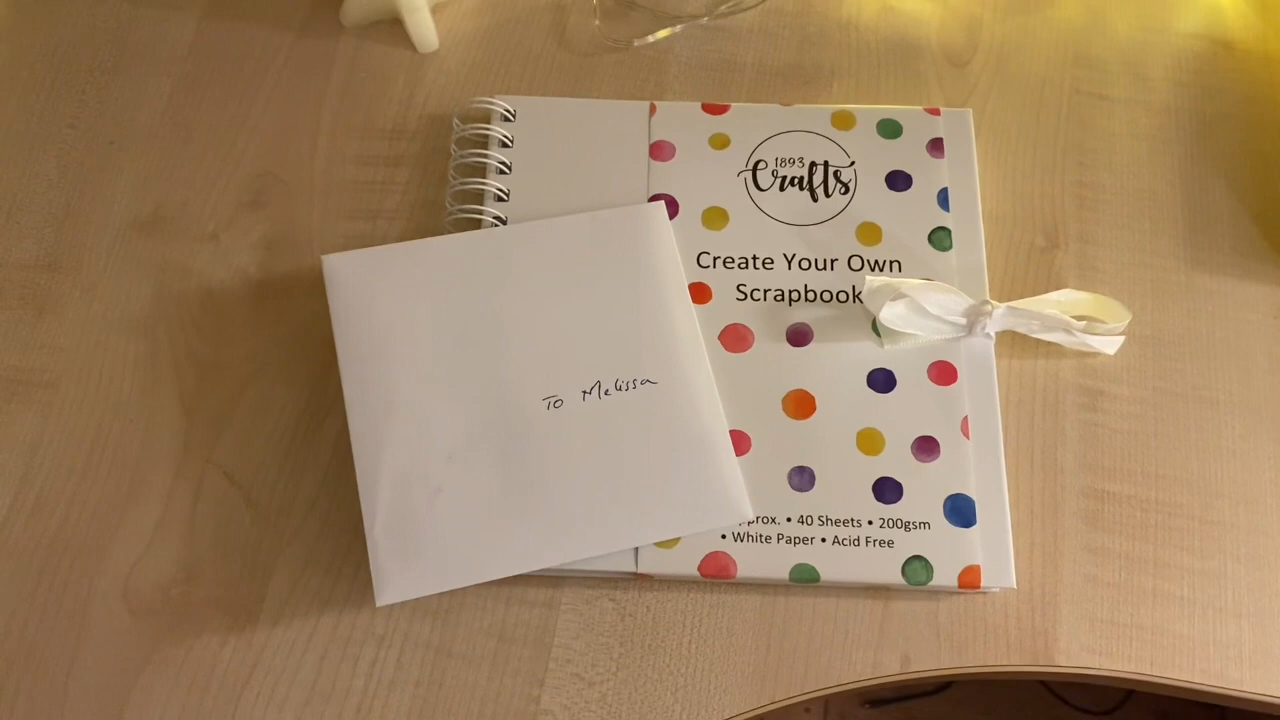 1893
Crafts
Create Your Own
Scrapbook
To Melissa
• 40 Sheets • 200gsm
• White Paper • Acid Free